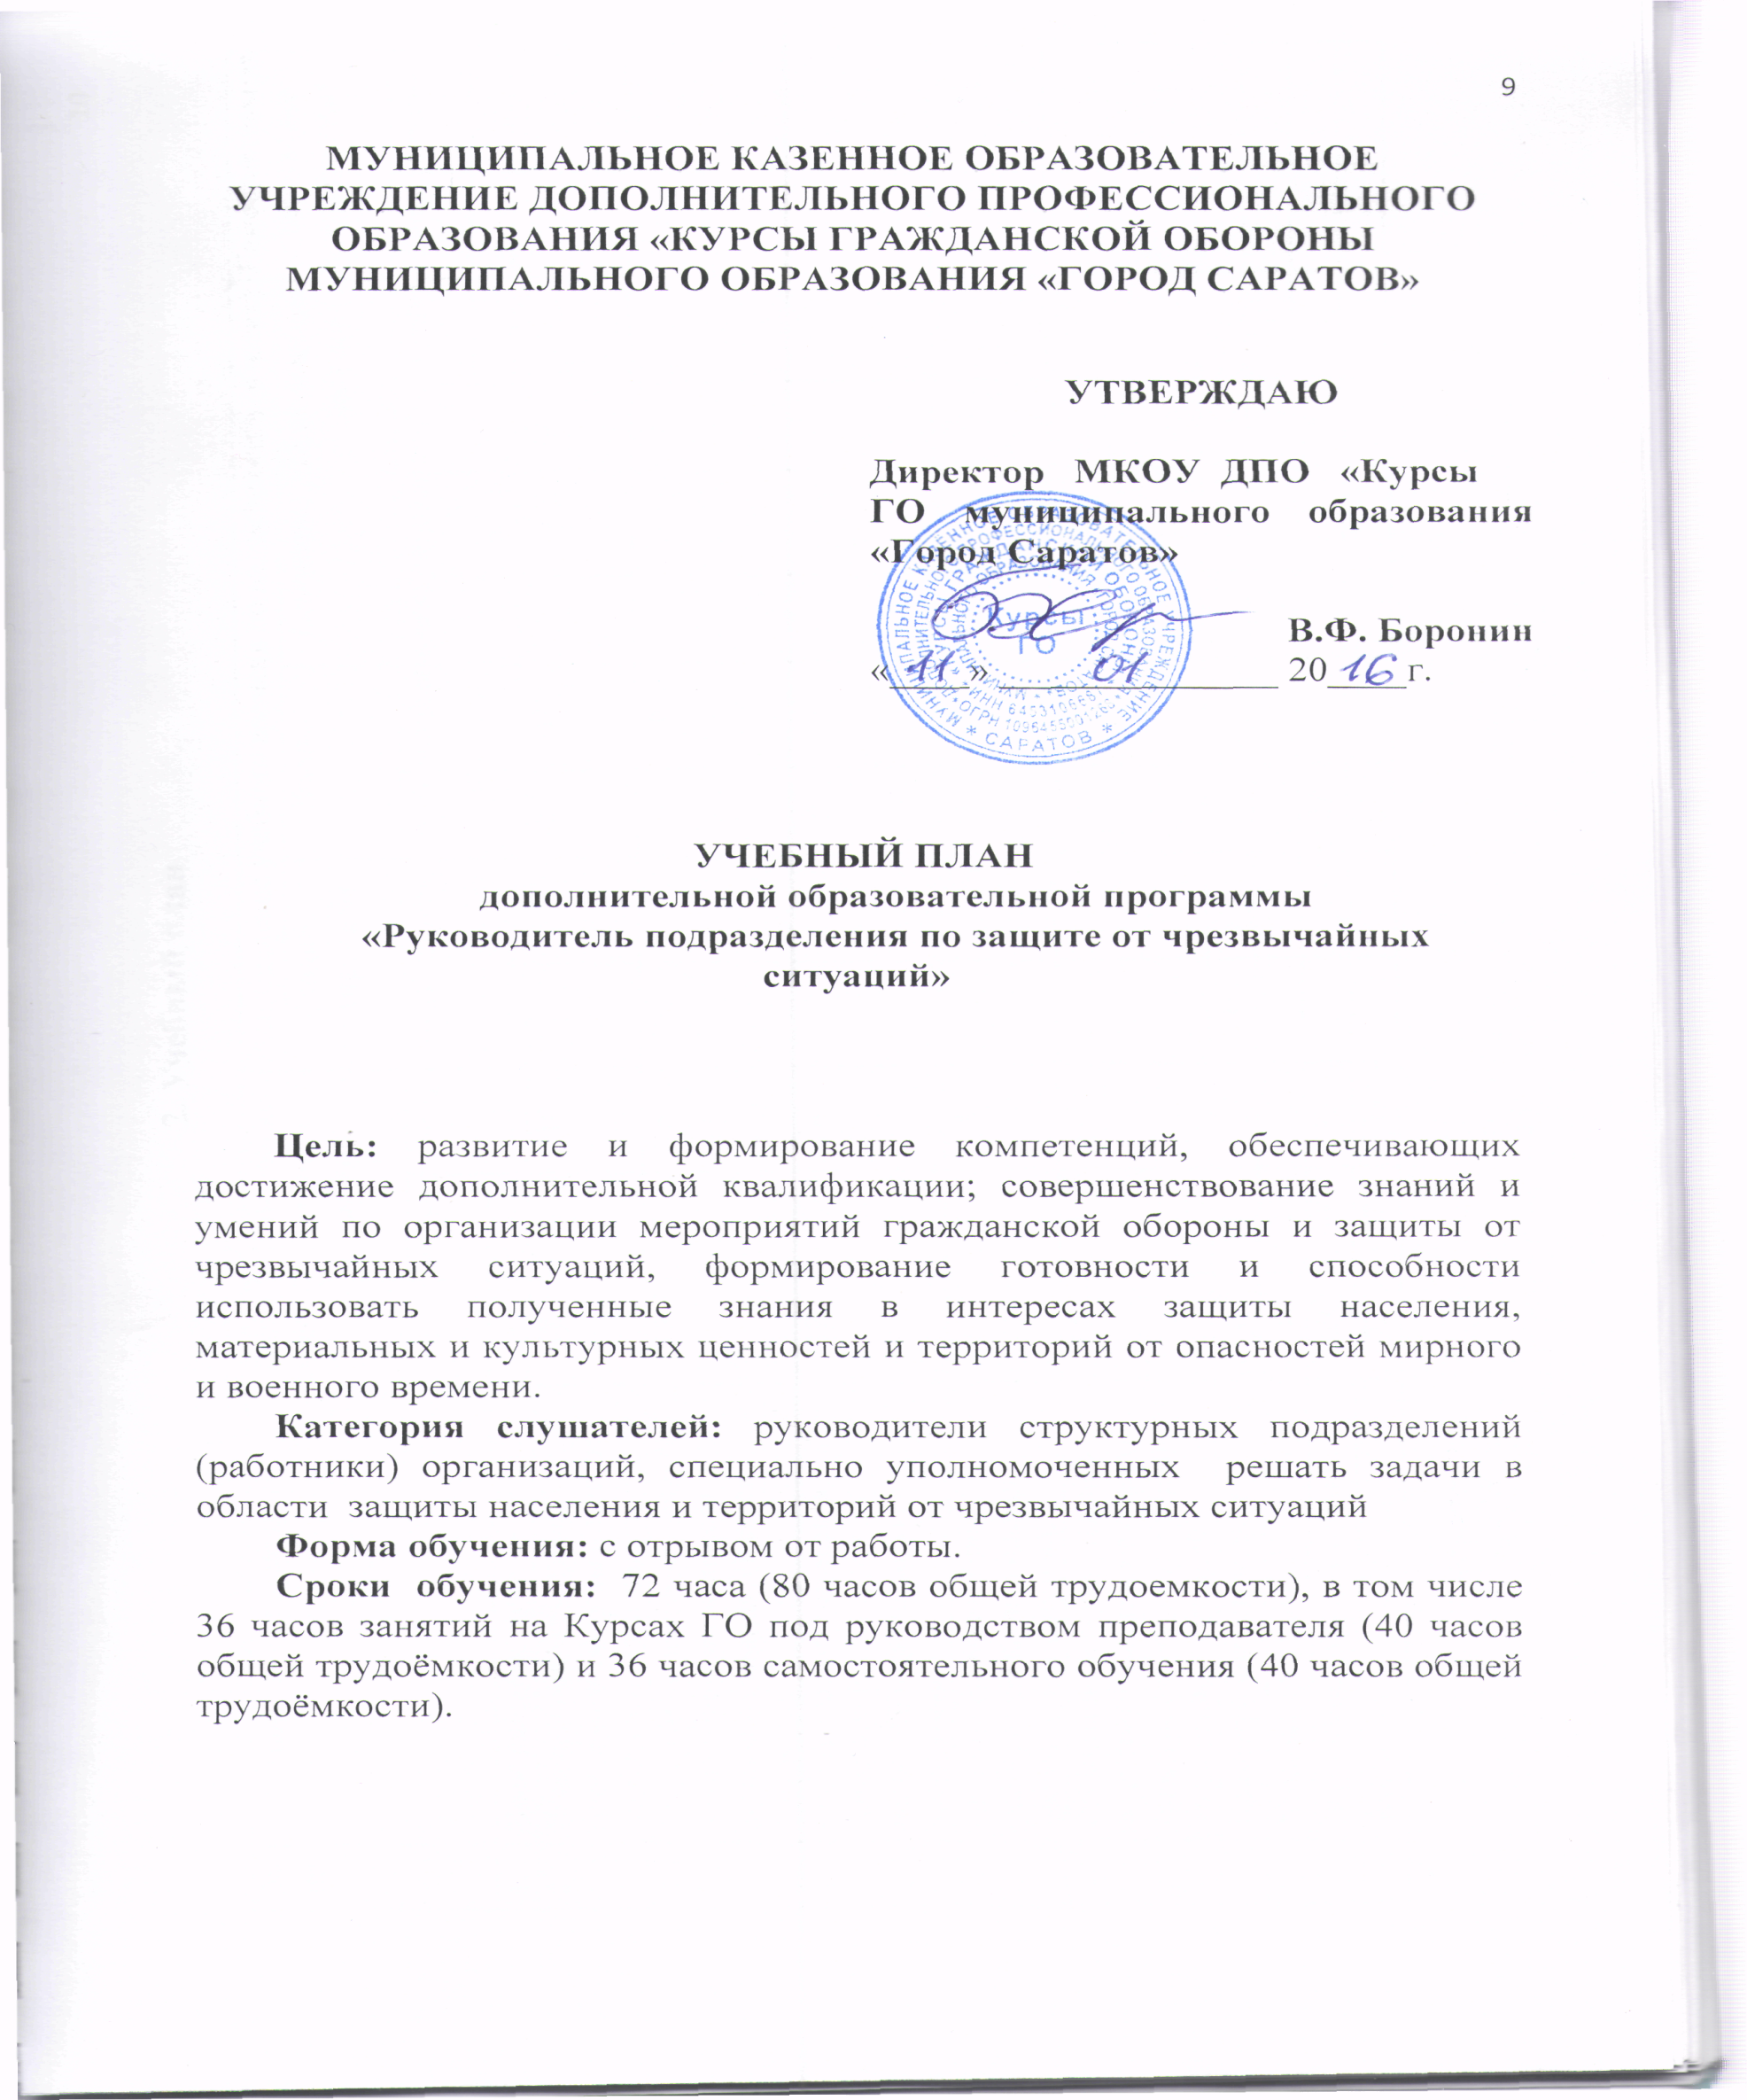 9
МУНИЦИПАЛЬНОЕ КАЗЕННОЕ ОБРАЗОВАТЕЛЬНОЕ
УЧРЕЖДЕНИЕ ДОПОЛНИТЕЛЬНОГО ПРОФЕССИОНАЛЬНОГО
ОБРАЗОВАНИЯ «КУРСЫ ГРАЖДАНСКОЙ ОБОРОНЫ
МУНИЦИПАЛЬНОГО ОБРАЗОВАНИЯ «ГОРОД САРАТОВ»
УТВЕРЖДАЮ
Директор МКОУ ДПО «Курсы
ГО муниципального образования
«Город Саратов»
В.Ф. Боронин
«11» 01 2016г.
Курсы
ГО
* САРАТОВ *
УЧЕБНЫЙ ПЛАН
дополнительной образовательной программы
«Руководитель подразделения по защите от чрезвычайных
ситуаций»
Цель: развитие и формирование компетенций, обеспечивающих
достижение дополнительной квалификации; совершенствование знаний и
умений по организации мероприятий гражданской обороны и защиты от
чрезвычайных ситуаций, формирование готовности и способности
использовать полученные знания в интересах защиты населения,
материальных и культурных ценностей и территорий от опасностей мирного
и военного времени.
Категория слушателей: руководители структурных подразделений
(работники) организаций, специально уполномоченных решать задачи в
области защиты населения и территорий от чрезвычайных ситуаций
Форма обучения: с отрывом от работы.
Сроки обучения: 72 часа (80 часов общей трудоемкости), в том числе
36 часов занятий на Курсах ГО под руководством преподавателя (40 часов
общей трудоёмкости) и 36 часов самостоятельного обучения (40 часов общей
трудоёмкости).